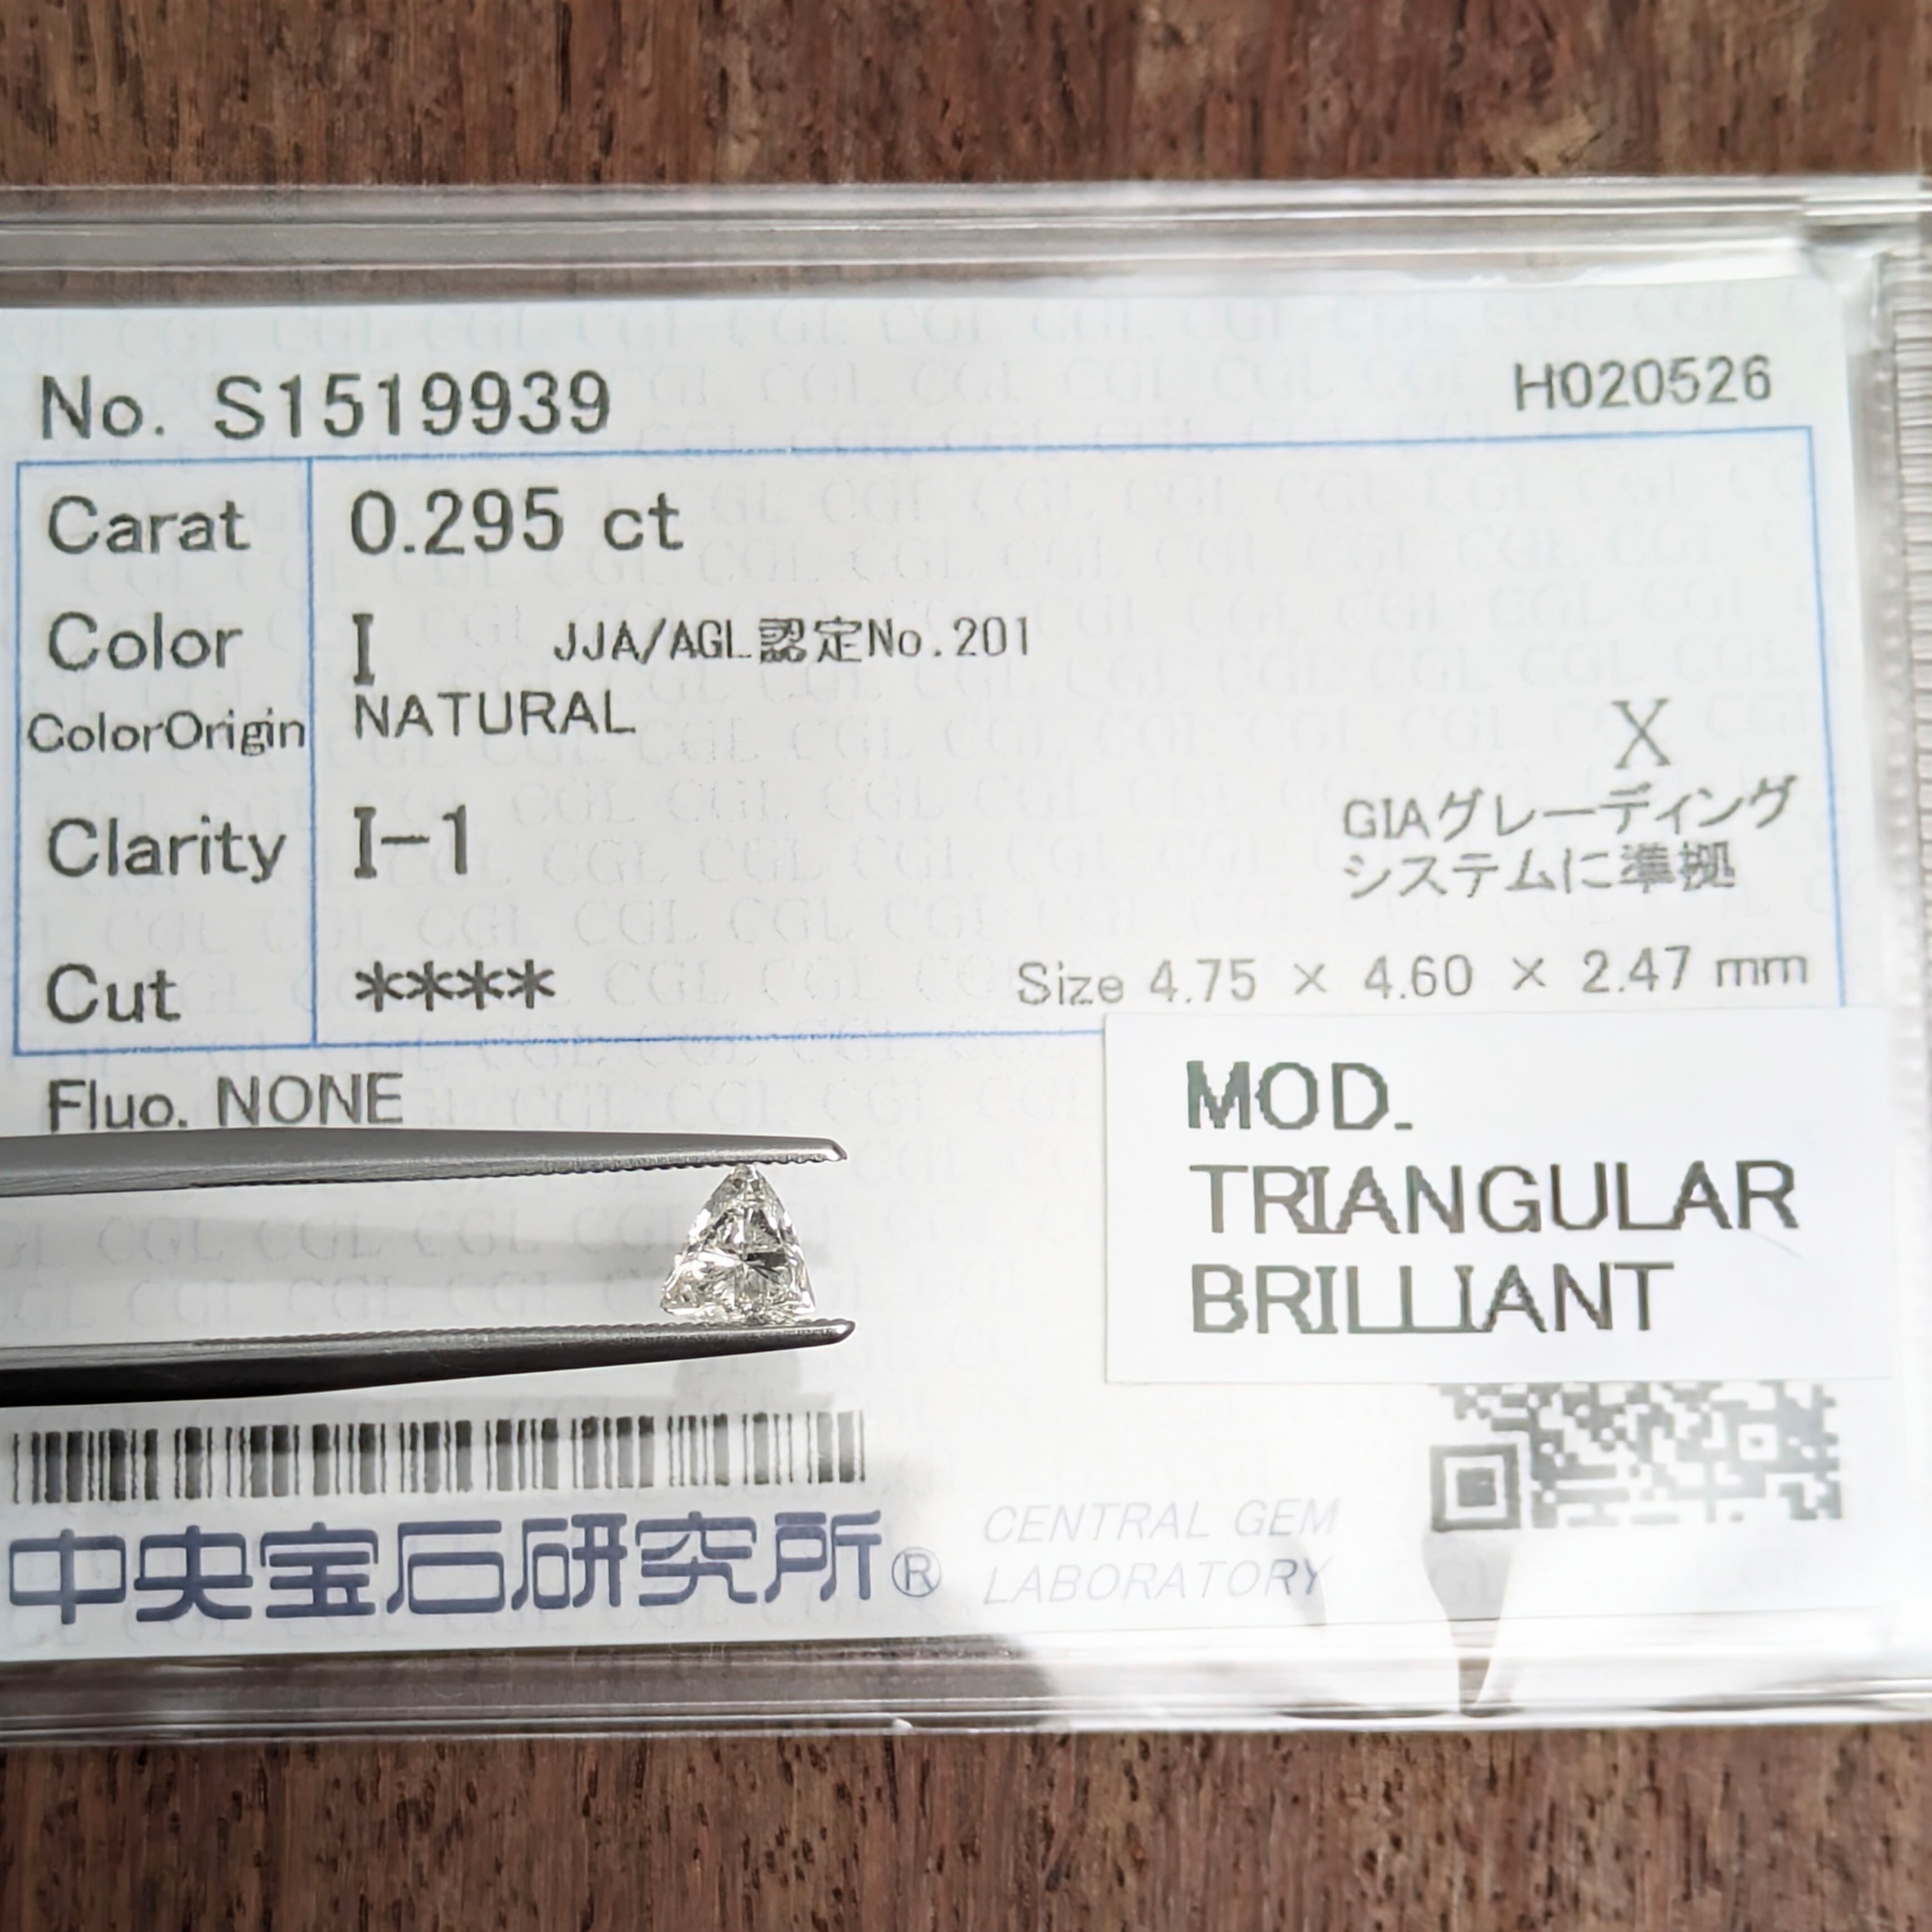 No. S1519939
H020526
Carat 0.295 ct
Color I JJA/AGL認定No.201
ColorOrigin NATURAL
X
Clarity I-1
GIAグレーディング
システムに準拠
Cut ****
Size 4.75 × 4.60 × 2.47 mm
Fluo. NONE
MOD.
TRIANGULAR
BRILLIANT
中央宝石研究所®
CENTRAL GEM
LABORATORY